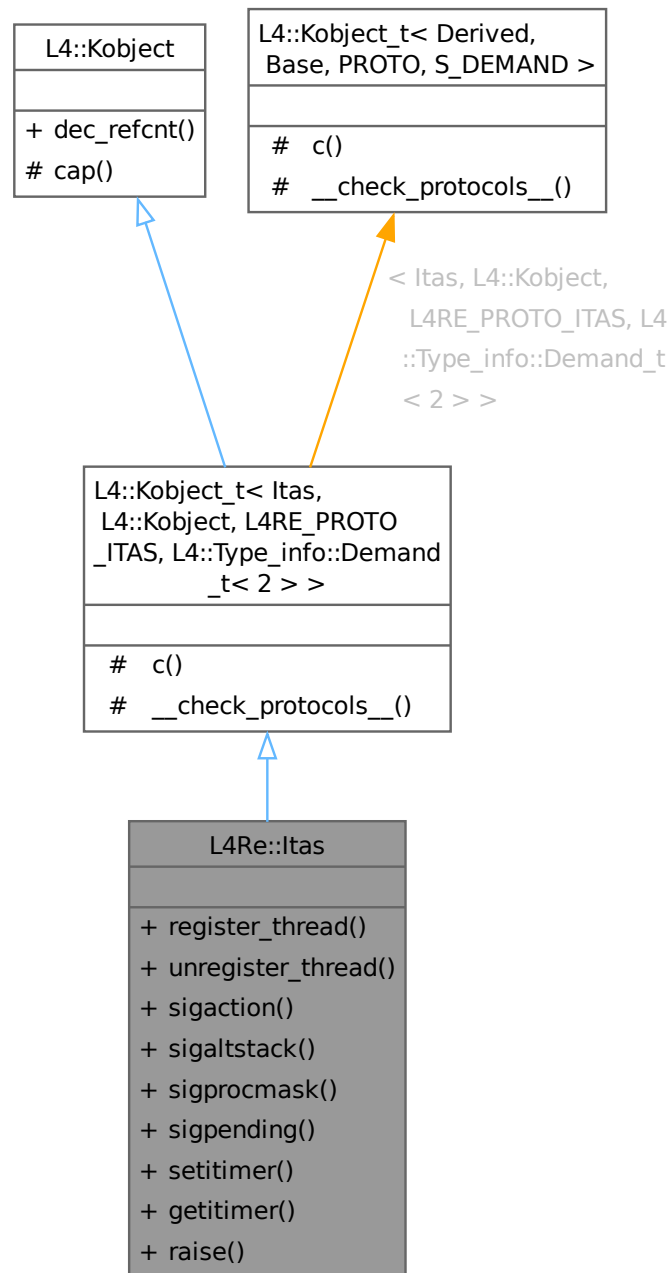 L4::Kobject
+ dec_refcnt()
# cap()
L4::Kobject_t< Derived,
Base, PROTO, S_DEMAND >
# c()
# __check_protocols__()
< Itas, L4::Kobject,
L4RE_PROTO_ITAS, L4
::Type_info::Demand_t
< 2 > >
L4::Kobject_t< Itas,
L4::Kobject, L4RE_PROTO
_ITAS, L4::Type_info::Demand
_t< 2 > >
# c()
# __check_protocols__()
L4Re::Itas
+ register_thread()
+ unregister_thread()
+ sigaction()
+ sigaltstack()
+ sigprocmask()
+ sigpending()
+ setitimer()
+ getitimer()
+ raise()